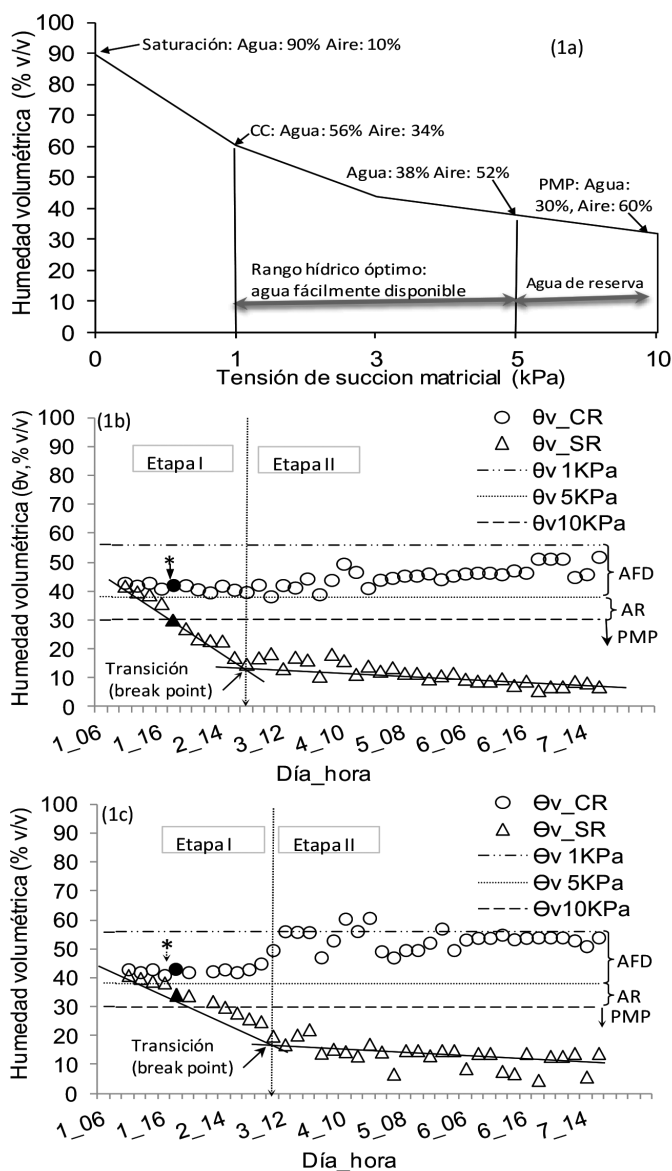 (1a)
Humedad volumétrica (% v/v)
100
90
80
70
60
50
40
30
20
10
0
Saturación: Agua: 90% Aire: 10%
CC: Agua: 56% Aire: 34%
Agua: 38% Aire: 52%
PMP: Agua:
30%, Aire: 60%
Rango hídrico óptimo:
agua fácilmente disponible
Agua de reserva
0 1 3 5 10
Tensión de succion matricial (kPa)
(1b)
Humedad volumétrica (θv, % v/v)
100
90
80
70
60
50
40
30
20
10
0
Etapa I
Etapa II
θv_CR
θv_SR
θv 1KPa
θv 5KPa
θv10KPa
*
AFD
AR
PMP
Transición
(break point)
1_06 1_16 2_14 3_12 4_10 5_08 6_06 6_16 7_14
Día_hora
(1c)
Humedad volumétrica (% v/v)
100
90
80
70
60
50
40
30
20
10
0
Etapa I
Etapa II
Θv_CR
Θv_SR
Θv 1KPa
Θv 5KPa
Θv10KPa
*
AFD
AR
PMP
Transición
(break point)
1_06 1_16 2_14 3_12 4_10 5_08 6_06 6_16 7_14
Día_hora